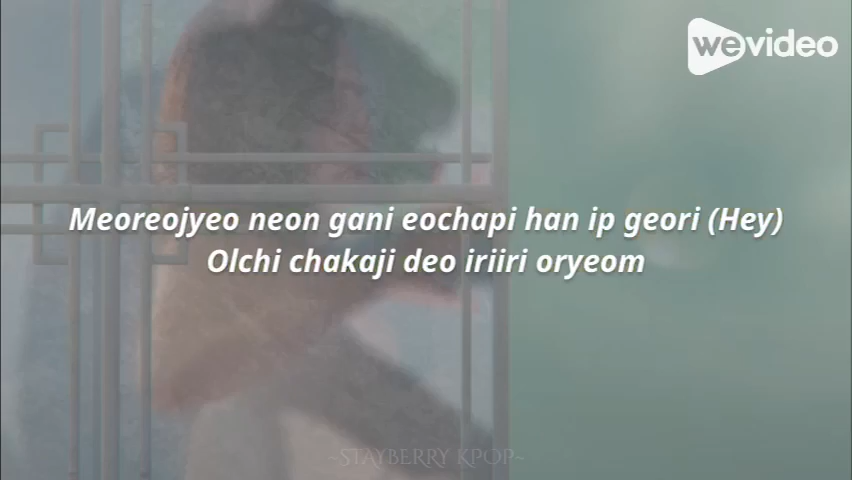 wevideo
Meoreojyeo neon gani eochapi han ip geori (Hey)
Olchi chakaji deo iriiri oryeom
~STAYBERRY KPOP~